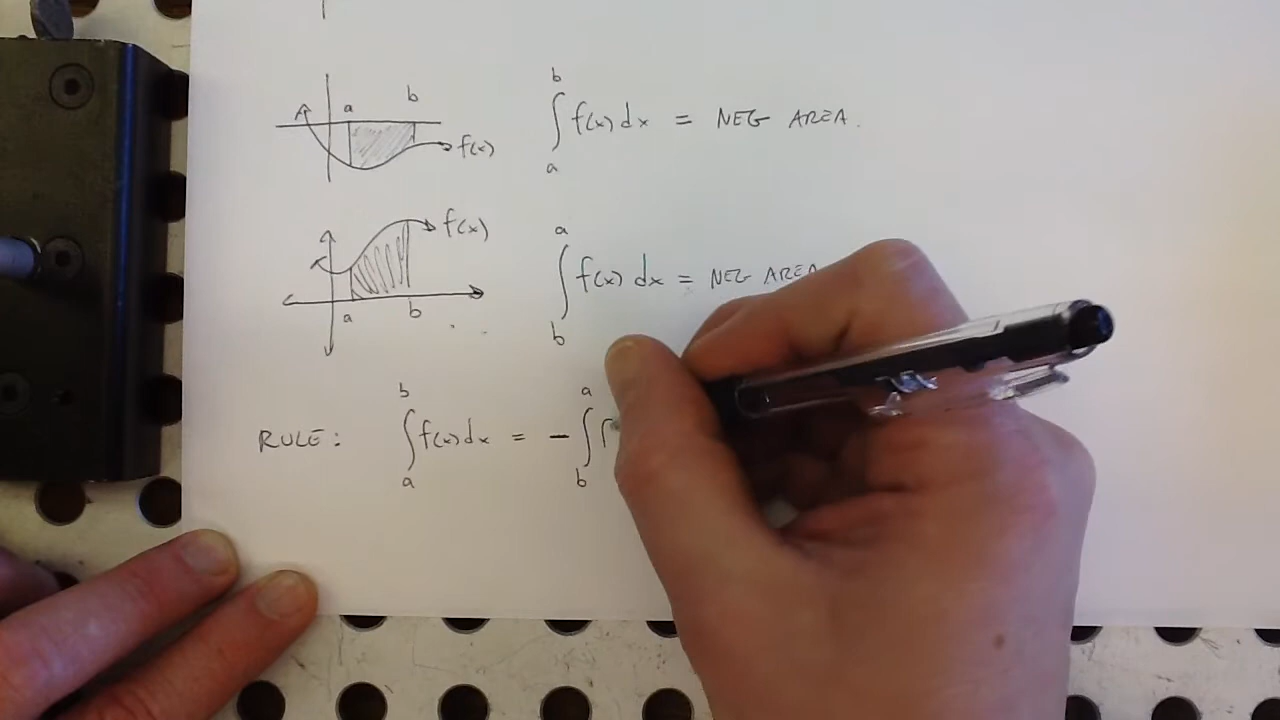 a b
b
∫ f(x) dx = NEG AREA.
a
f(x)
f(x)
a
∫ f(x) dx = NEG AREA
b
a b
b a
RULE: ∫ f(x) dx = - ∫ f
a b